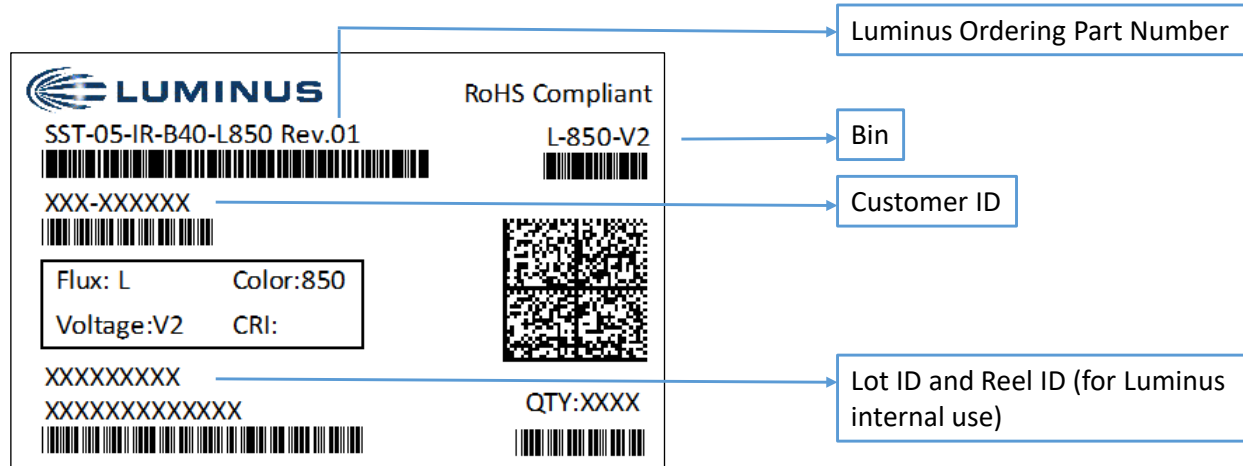 Luminus Ordering Part Number
LUMINUS
RoHS Compliant
SST-05-IR-B40-L850 Rev.01
L-850-V2
Bin
XXX-XXXXXX
Customer ID
Flux: L Color:850
Voltage:V2 CRI:
XXXXXXXXX
Lot ID and Reel ID (for Luminus
internal use)
XXXXXXXXXXXXX
QTY:XXXX